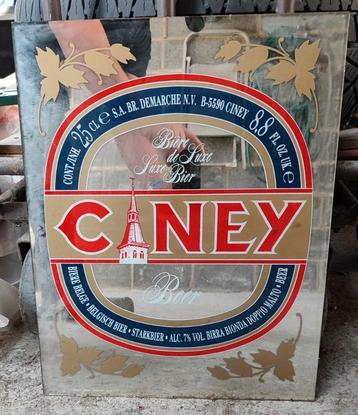 CONT./INH. 25 cl e S.A. BR. DEMARCHE N.V. B-5590 CINEY 8.8 FL. OZ. UK e
Bière
de Luxe
Luxe Bier
CINEY
Beer
BIERE BELGE • BELGISCH BIER • STARKBIER • ALC. 7% VOL. BIRRA BIONDA DOPPIO MALTO • BEER